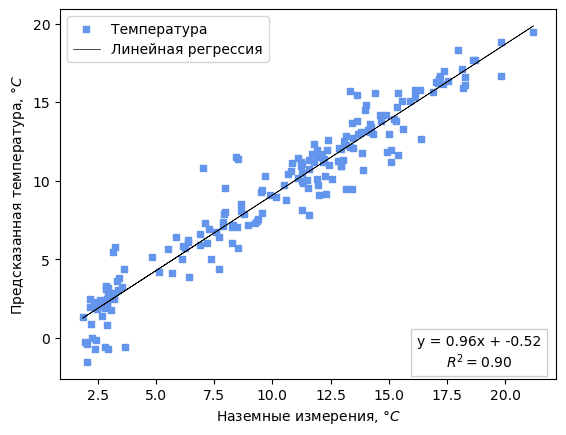 Температура
Линейная регрессия
Предсказанная температура, °C
20
15
10
5
0
y = 0.96x + -0.52
R² = 0.90
2.5 5.0 7.5 10.0 12.5 15.0 17.5 20.0
Наземные измерения, °C